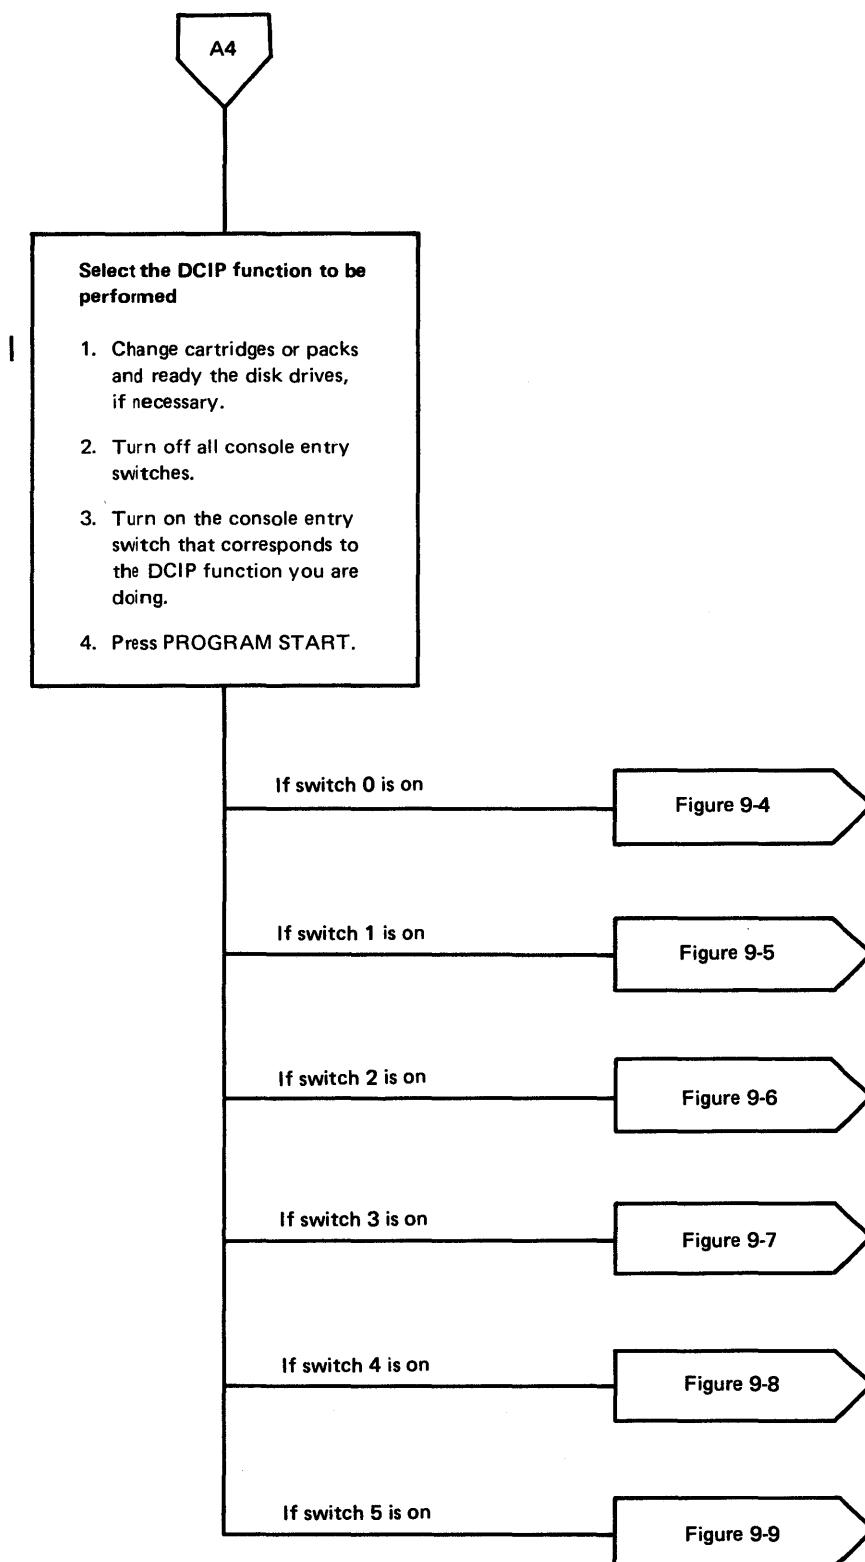 A4
Select the DCIP function to be
performed
1. Change cartridges or packs
and ready the disk drives,
if necessary.
2. Turn off all console entry
switches.
3. Turn on the console entry
switch that corresponds to
the DCIP function you are
doing.
4. Press PROGRAM START.
If switch 0 is on
Figure 9-4
If switch 1 is on
Figure 9-5
If switch 2 is on
Figure 9-6
If switch 3 is on
Figure 9-7
If switch 4 is on
Figure 9-8
If switch 5 is on
Figure 9-9